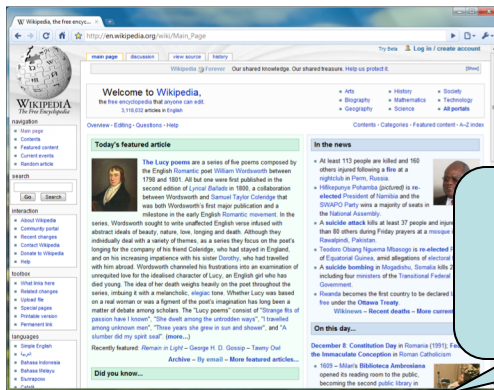 Wikipedia, the free encyc...
http://en.wikipedia.org/wiki/Main_Page
Try Beta Log in / create account
main page discussion view source history
Wikipedia Forever Our shared knowledge. Our shared treasure. Help us protect it. [Show]
WIKIPEDIA
The Free Encyclopedia
navigation
Main page
Contents
Featured content
Current events
Random article
search
Go Search
interaction
About Wikipedia
Community portal
Recent changes
Contact Wikipedia
Donate to Wikipedia
Help
toolbox
What links here
Related changes
Upload file
Special pages
Printable version
Permanent link
languages
Simple English
العربية
Bahasa Indonesia
Bahasa Melayu
Български
Català
Welcome to Wikipedia,
the free encyclopedia that anyone can edit.
3,118,632 articles in English
Arts
Biography
Geography
History
Mathematics
Science
Society
Technology
All portals
Overview · Editing · Questions · Help
Contents · Categories · Featured content · A–Z index
Today's featured article
The Lucy poems are a series of five poems composed by
the English Romantic poet William Wordsworth between
1798 and 1801. All but one were first published in the
second edition of Lyrical Ballads in 1800, a collaboration
between Wordsworth and Samuel Taylor Coleridge that
was both Wordsworth's first major publication and a
milestone in the early English Romantic movement. In the
series, Wordsworth sought to write unaffected English verse infused with
abstract ideals of beauty, nature, love, longing and death. Although they
individually deal with a variety of themes, as a series they focus on the poet's
longing for the company of his friend Coleridge, who had stayed in England,
and on his increasing impatience with his sister Dorothy, who had travelled
with him abroad. Wordsworth channelled his frustrations into an examination of
unrequited love for the idealised character of Lucy, an English girl who has
died young. The idea of her death weighs heavily on the poet throughout the
series, imbuing it with a melancholic, elegiac tone. Whether Lucy was based
on a real woman or was a figment of the poet's imagination has long been a
matter of debate among scholars. The "Lucy poems" consist of "Strange fits of
passion have I known", "She dwelt among the untrodden ways", "I travelled
among unknown men", "Three years she grew in sun and shower", and "A
slumber did my spirit seal". (more...)
Recently featured: Remain in Light – George H. D. Gossip – Tawny Owl
Archive – By email – More featured articles...
Did you know...
In the news
At least 113 people are killed and 160
others injured following a fire at a
nightclub in Perm, Russia.
Hifikepunye Pohamba (pictured) is re-
elected President of Namibia and the
SWAPO Party wins a majority of seats in
the National Assembly.
A suicide attack kills at least 37 people and injures
than 80 others during Friday prayers at a mosque
Rawalpindi, Pakistan.
Teodoro Obiang Nguema Mbasogo is re-elected
of Equatorial Guinea, amid allegations of electoral
A suicide bombing in Mogadishu, Somalia kills
including four ministers of the Transitional Federal
Government.
Rwanda becomes the first country to be declared
free under the Ottawa Treaty.
Wikinews – Recent deaths – More current
On this day...
December 8: Constitution Day in Romania (1991);
the Immaculate Conception in Roman Catholicism
1609 – Milan's Biblioteca Ambrosiana
opened its reading room to the public,
becoming the second public library in